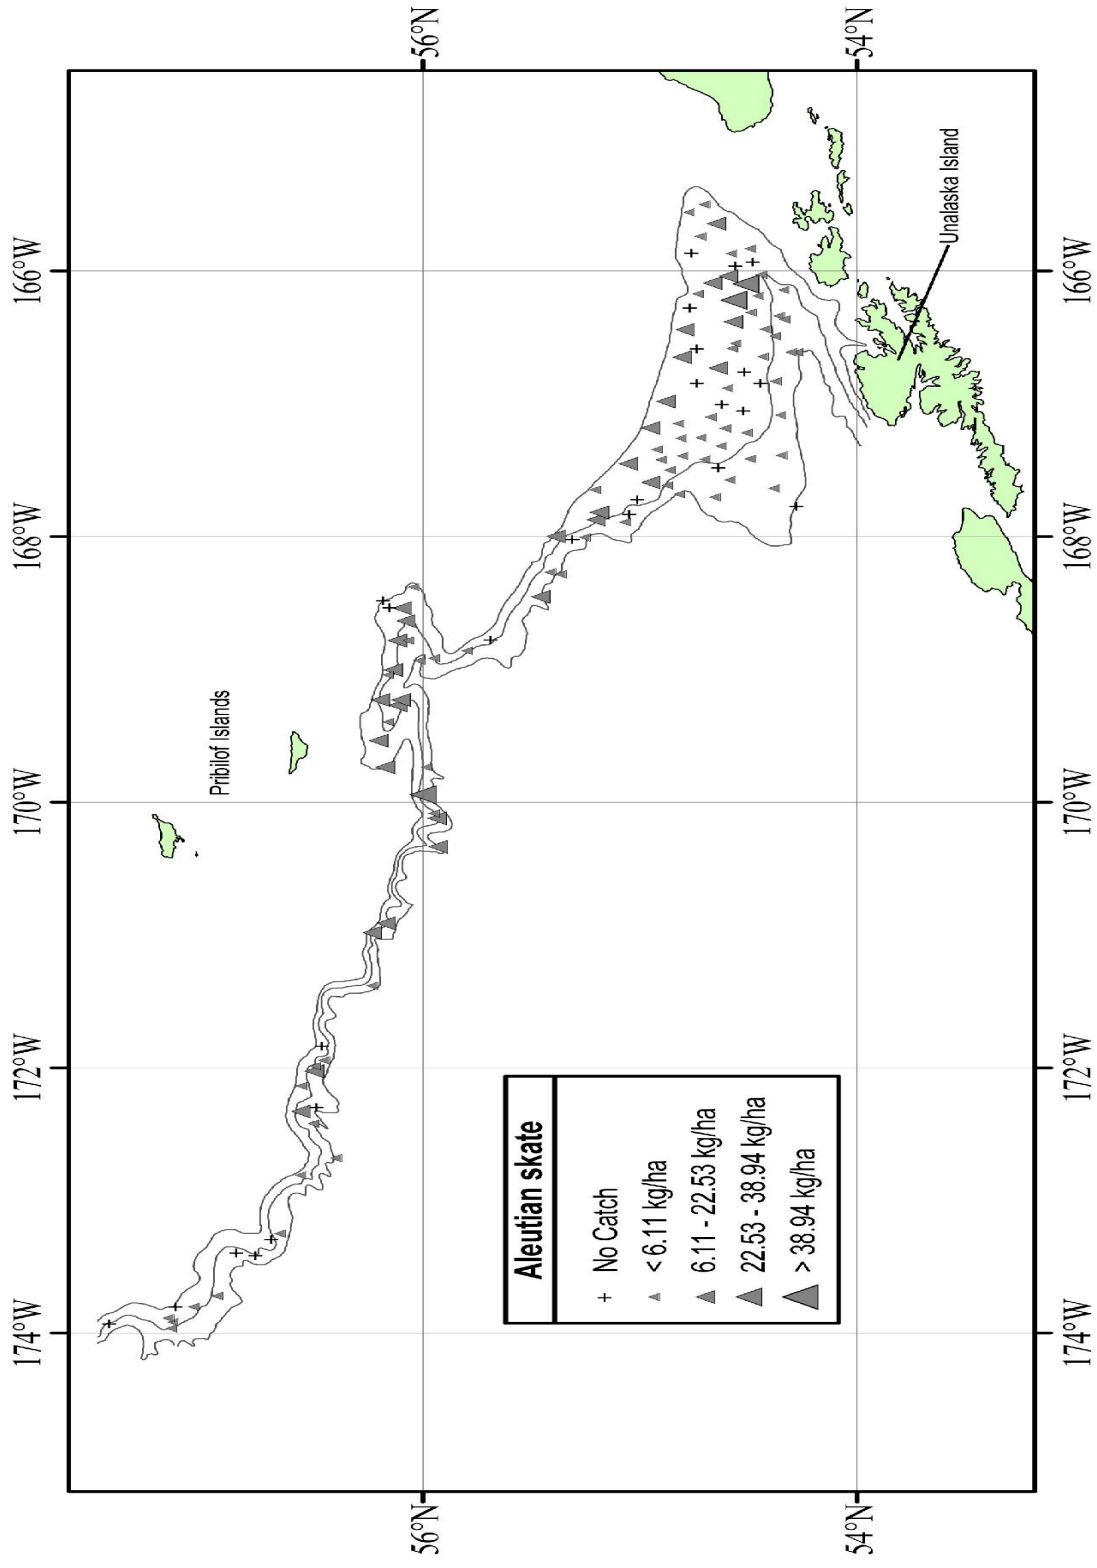 174°W
172°W
170°W
168°W
166°W
56°N
56°N
54°N
54°N
Pribilof Islands
Unalaska Island
Aleutian skate
No Catch
< 6.11 kg/ha
6.11 - 22.53 kg/ha
22.53 - 38.94 kg/ha
> 38.94 kg/ha
174°W
172°W
170°W
168°W
166°W